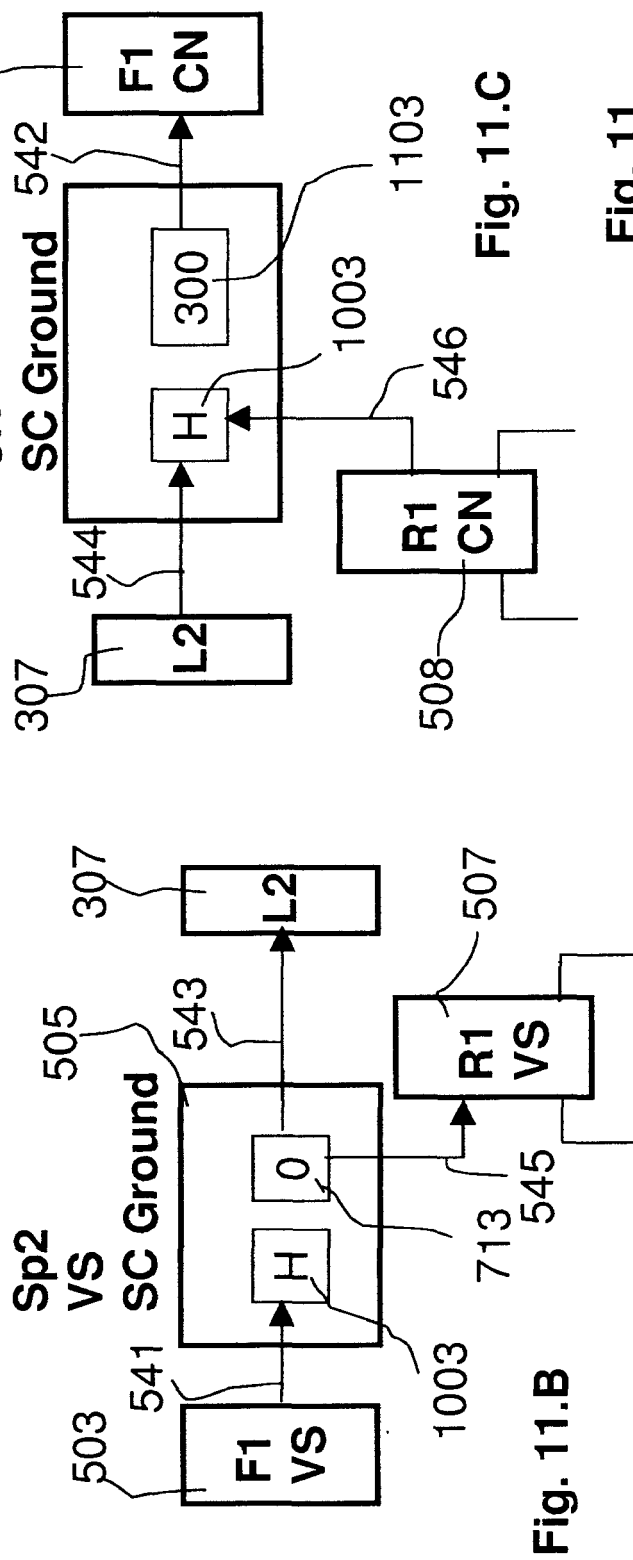 Sp2
VS
SC Ground
505
503
F1
VS
541
H
1003
0
713
543
307
L2
545
R1
VS
507
Fig. 11.B
SC Ground
307
L2
544
H
1003
300
1103
542
F1
CN
546
R1
CN
508
Fig. 11.C
Fig. 11